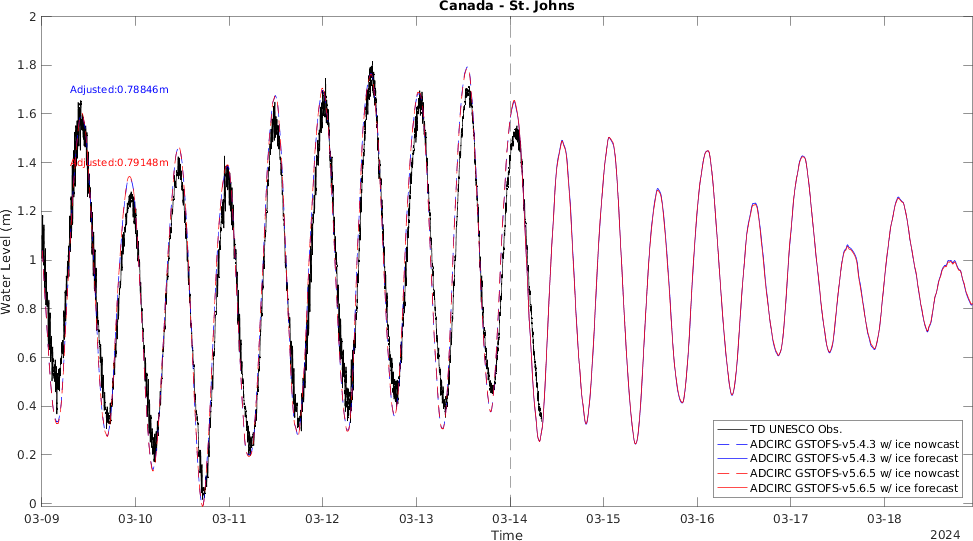 Canada - St. Johns
2
1.8
1.6
1.4
1.2
1
0.8
0.6
0.4
0.2
0
Water Level (m)
Adjusted:0.78846m
Adjusted:0.79148m
TD UNESCO Obs.
ADCIRC GSTOFS-v5.4.3 w/ ice nowcast
ADCIRC GSTOFS-v5.4.3 w/ ice forecast
ADCIRC GSTOFS-v5.6.5 w/ ice nowcast
ADCIRC GSTOFS-v5.6.5 w/ ice forecast
03-09 03-10 03-11 03-12 03-13 03-14 03-15 03-16 03-17 03-18
Time
2024